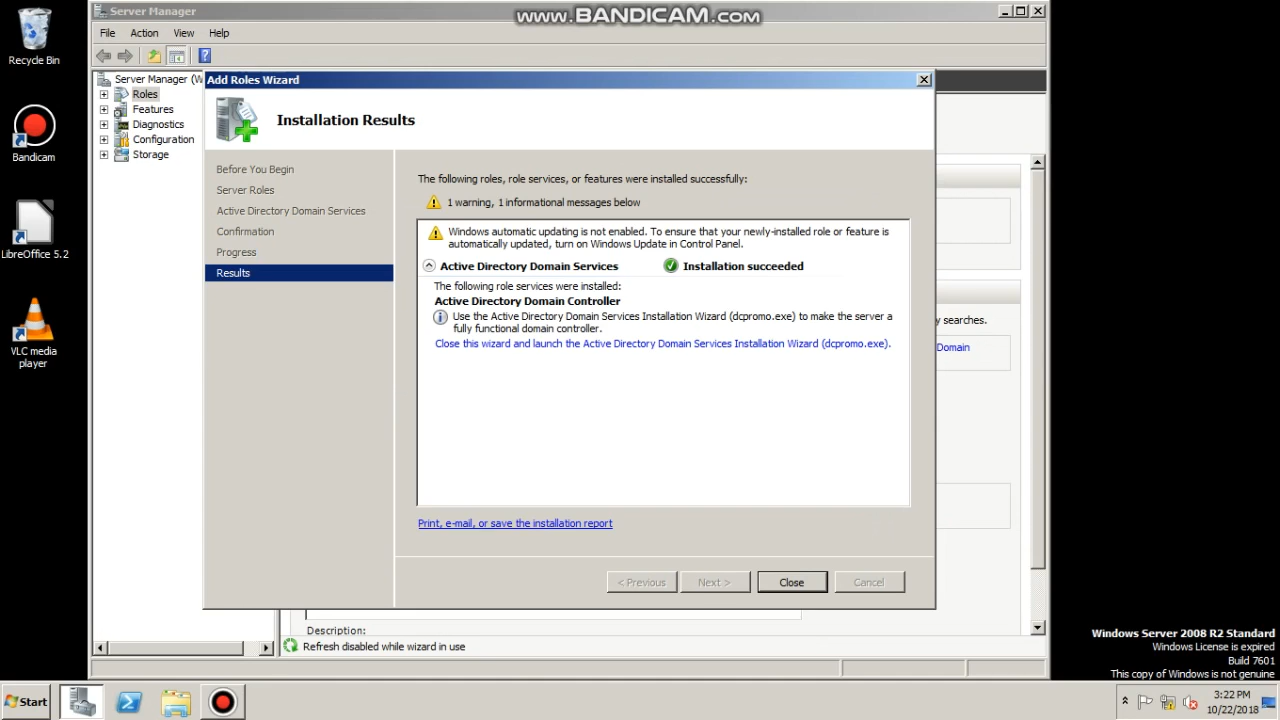 Server Manager
www.BANDICAM.com
File Action View Help
Recycle Bin
Bandicam
LibreOffice 5.2
VLC media
player
Server Manager (W
Roles
Features
Diagnostics
Configuration
Storage
Add Roles Wizard
Installation Results
Before You Begin
Server Roles
Active Directory Domain Services
Confirmation
Progress
Results
The following roles, role services, or features were installed successfully:
1 warning, 1 informational messages below
Windows automatic updating is not enabled. To ensure that your newly-installed role or feature is
automatically updated, turn on Windows Update in Control Panel.
Active Directory Domain Services Installation succeeded
The following role services were installed:
Active Directory Domain Controller
Use the Active Directory Domain Services Installation Wizard (dcpromo.exe) to make the server a
fully functional domain controller.
Close this wizard and launch the Active Directory Domain Services Installation Wizard (dcpromo.exe).
Print, e-mail, or save the installation report
< Previous Next > Close Cancel
y searches.
Domain
Description:
Refresh disabled while wizard in use
Windows Server 2008 R2 Standard
Windows License is expired
Build 7601
This copy of Windows is not genuine
Start
3:22 PM
10/22/2018